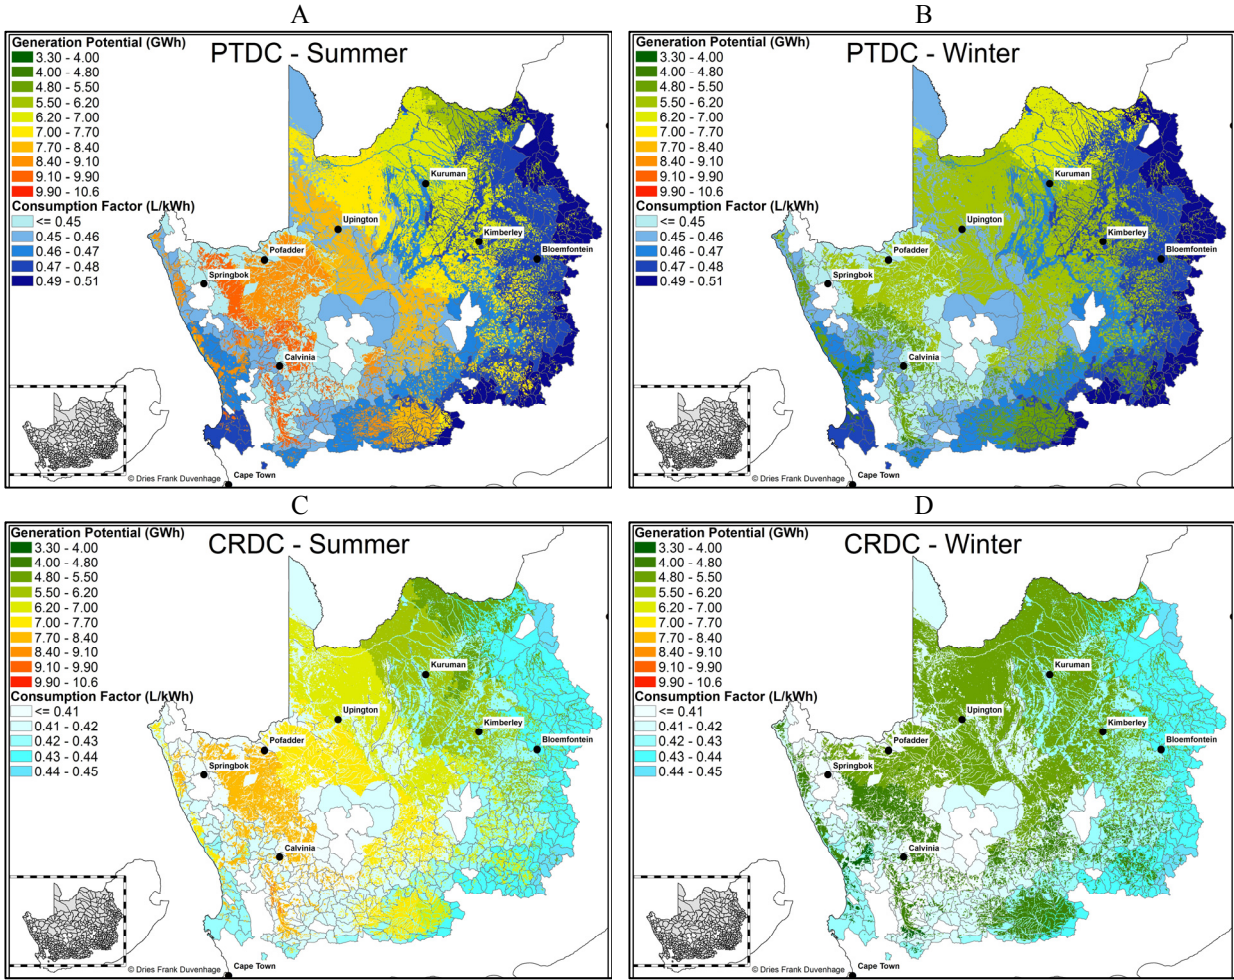 A
PTDC - Summer
Generation Potential (GWh)
3.30 - 4.00
4.00 - 4.80
4.80 - 5.50
5.50 - 6.20
6.20 - 7.00
7.00 - 7.70
7.70 - 8.40
8.40 - 9.10
9.10 - 9.90
9.90 - 10.6
Consumption Factor (L/kWh)
<= 0.45
0.45 - 0.46
0.46 - 0.47
0.47 - 0.48
0.49 - 0.51
Kuruman
Upington
Kimberley
Bloemfontein
Pofadder
Springbok
Calvinia
Cape Town
© Dries Frank Duvenhage
B
PTDC - Winter
Generation Potential (GWh)
3.30 - 4.00
4.00 - 4.80
4.80 - 5.50
5.50 - 6.20
6.20 - 7.00
7.00 - 7.70
7.70 - 8.40
8.40 - 9.10
9.10 - 9.90
9.90 - 10.6
Consumption Factor (L/kWh)
<= 0.45
0.45 - 0.46
0.46 - 0.47
0.47 - 0.48
0.49 - 0.51
Kuruman
Upington
Kimberley
Bloemfontein
Pofadder
Springbok
Calvinia
Cape Town
© Dries Frank Duvenhage
C
CRDC - Summer
Generation Potential (GWh)
3.30 - 4.00
4.00 - 4.80
4.80 - 5.50
5.50 - 6.20
6.20 - 7.00
7.00 - 7.70
7.70 - 8.40
8.40 - 9.10
9.10 - 9.90
9.90 - 10.6
Consumption Factor (L/kWh)
<= 0.41
0.41 - 0.42
0.42 - 0.43
0.43 - 0.44
0.44 - 0.45
Kuruman
Upington
Kimberley
Bloemfontein
Pofadder
Springbok
Calvinia
Cape Town
© Dries Frank Duvenhage
D
CRDC - Winter
Generation Potential (GWh)
3.30 - 4.00
4.00 - 4.80
4.80 - 5.50
5.50 - 6.20
6.20 - 7.00
7.00 - 7.70
7.70 - 8.40
8.40 - 9.10
9.10 - 9.90
9.90 - 10.6
Consumption Factor (L/kWh)
<= 0.41
0.41 - 0.42
0.42 - 0.43
0.43 - 0.44
0.44 - 0.45
Kuruman
Upington
Kimberley
Bloemfontein
Pofadder
Springbok
Calvinia
Cape Town
© Dries Frank Duvenhage